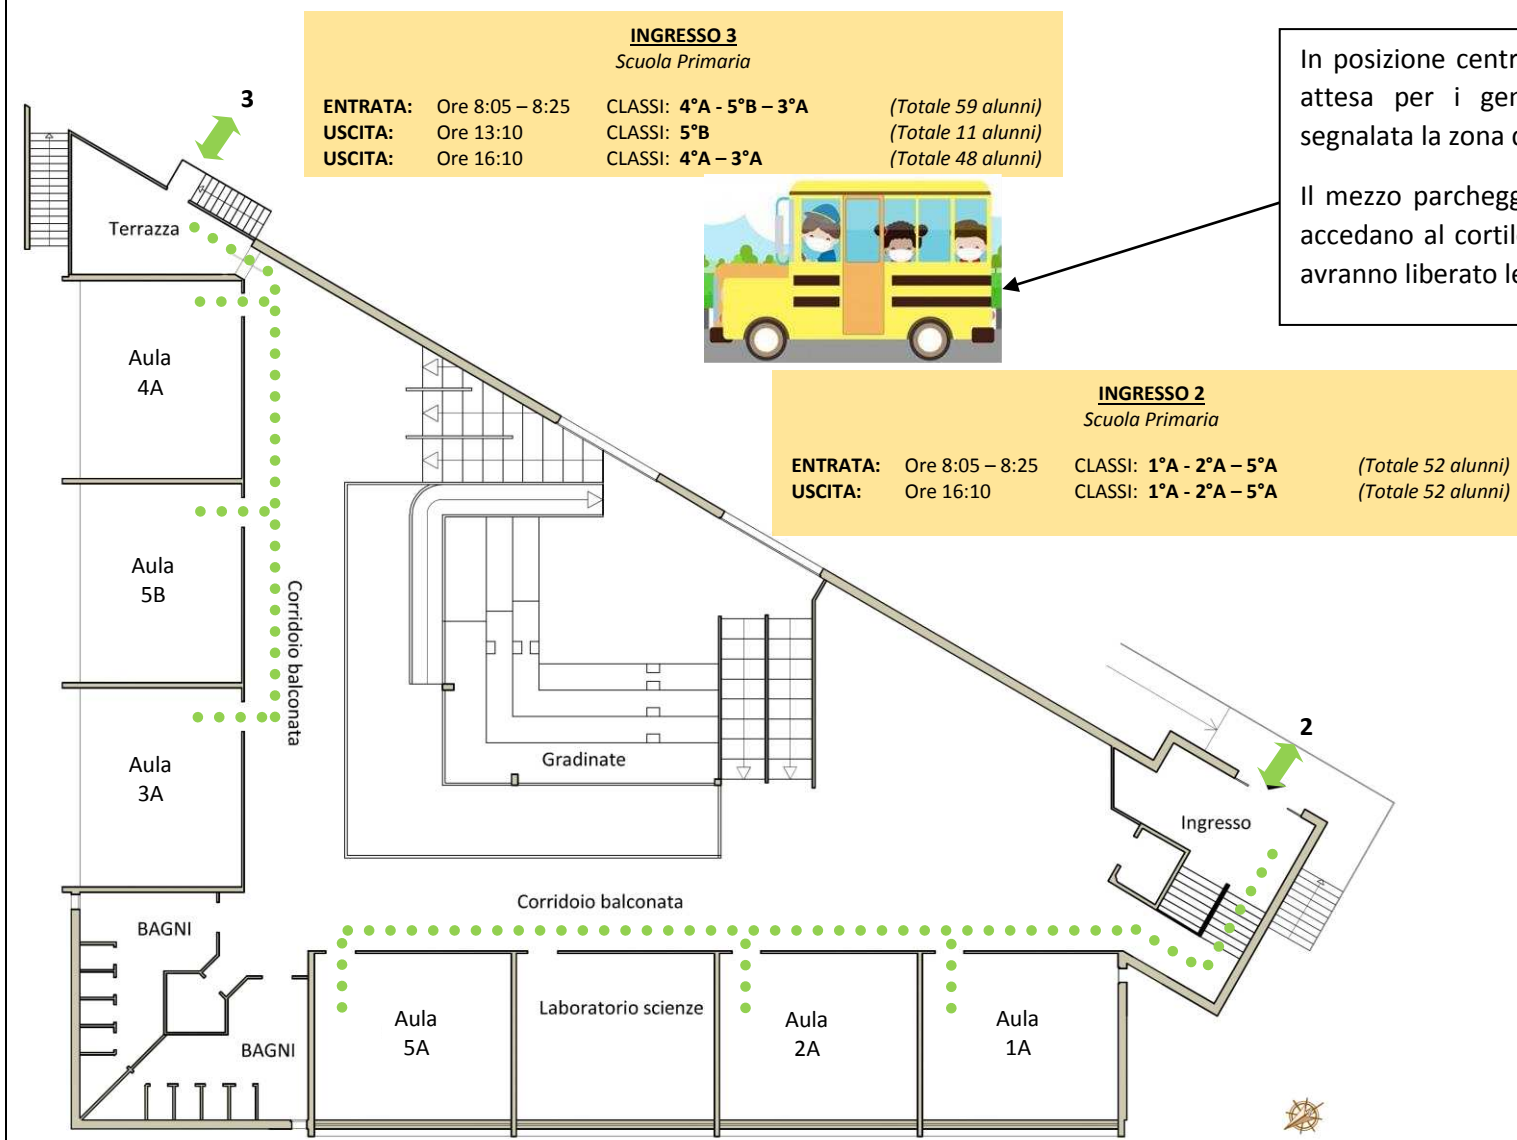 INGRESSO 3
Scuola Primaria
ENTRATA: Ore 8:05 – 8:25 CLASSI: 4°A - 5°B – 3°A (Totale 59 alunni)
USCITA: Ore 13:10 CLASSI: 5°B (Totale 11 alunni)
USCITA: Ore 16:10 CLASSI: 4°A – 3°A (Totale 48 alunni)
In posizione centr
attesa per i gen
segnalata la zona d
Il mezzo parchegg
accedano al cortil
avranno liberato le
3
Terrazza
Aula
4A
INGRESSO 2
Scuola Primaria
ENTRATA: Ore 8:05 – 8:25 CLASSI: 1°A - 2°A – 5°A (Totale 52 alunni)
USCITA: Ore 16:10 CLASSI: 1°A - 2°A – 5°A (Totale 52 alunni)
Aula
5B
Corridoio balconata
Aula
3A
Gradinate
2
Ingresso
Corridoio balconata
BAGNI
BAGNI
Aula
5A
Laboratorio scienze
Aula
2A
Aula
1A